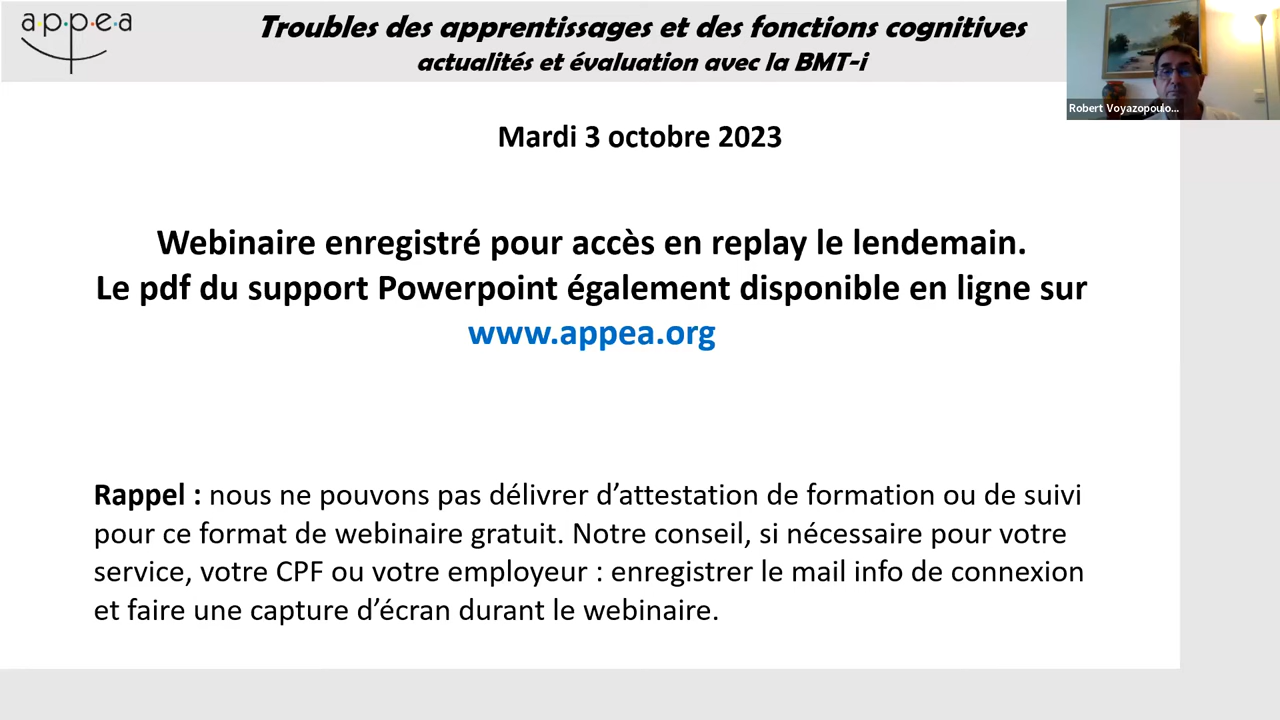 appea
Troubles des apprentissages et des fonctions cognitives
actualités et évaluation avec la BMT-i
Robert Voyazopoulo...
Mardi 3 octobre 2023
Webinaire enregistré pour accès en replay le lendemain.
Le pdf du support Powerpoint également disponible en ligne sur
www.appea.org
Rappel : nous ne pouvons pas délivrer d’attestation de formation ou de suivi
pour ce format de webinaire gratuit. Notre conseil, si nécessaire pour votre
service, votre CPF ou votre employeur : enregistrer le mail info de connexion
et faire une capture d’écran durant le webinaire.